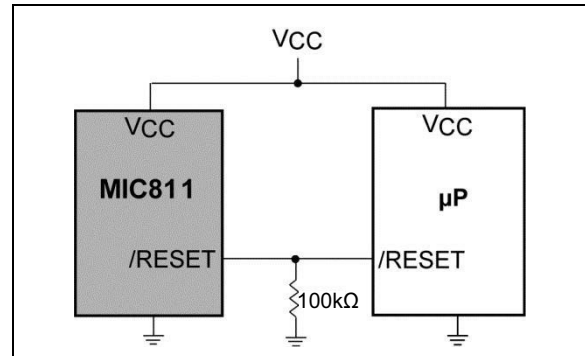 VCC
VCC
VCC
MIC811
µP
/RESET
/RESET
100kΩ